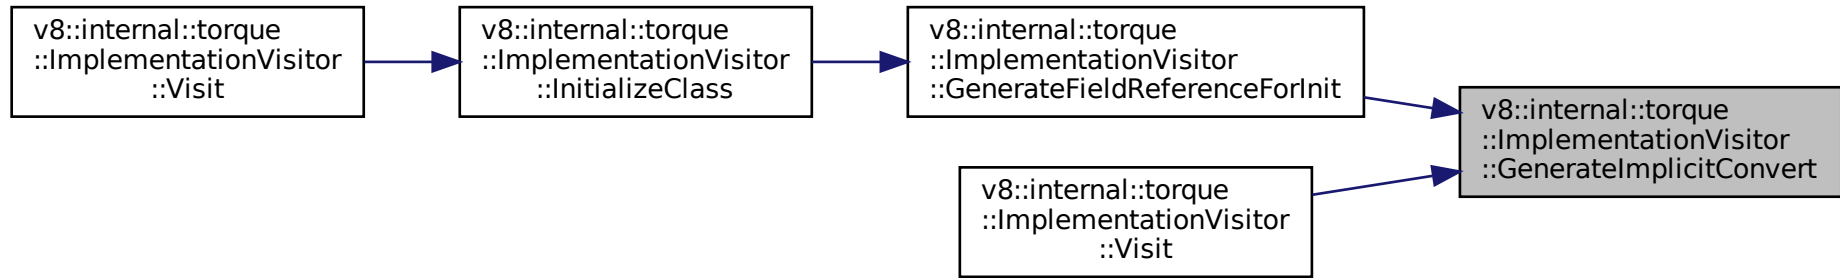 v8::internal::torque
::ImplementationVisitor
::Visit
v8::internal::torque
::ImplementationVisitor
::InitializeClass
v8::internal::torque
::ImplementationVisitor
::GenerateFieldReferenceForInit
v8::internal::torque
::ImplementationVisitor
::GenerateImplicitConvert
v8::internal::torque
::ImplementationVisitor
::Visit